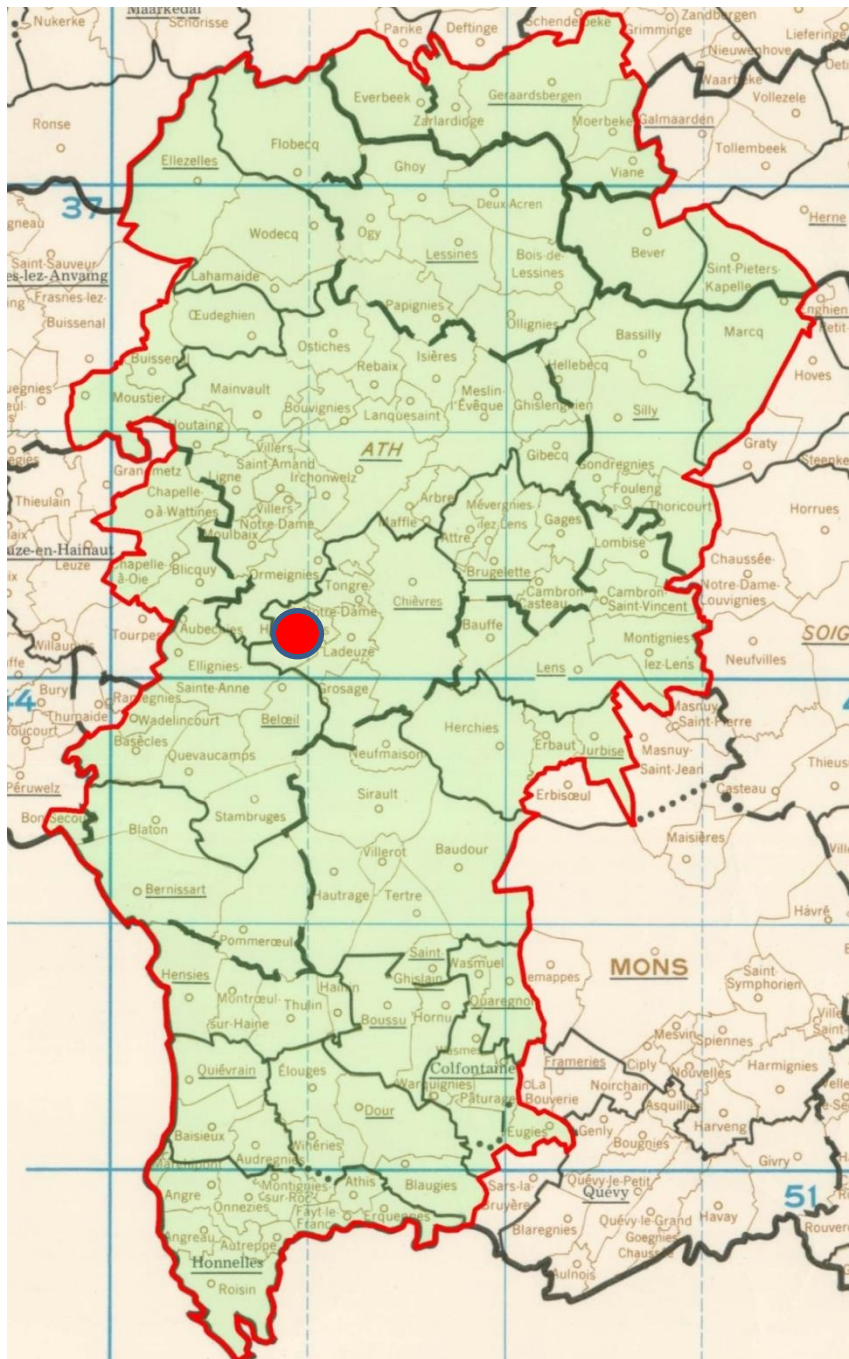 Maarkedal
Nukerke
Schorisse
Parike
Deftinge
Schendelbeke
Grimminge
Zandbergen
Nieuwenhove
Lieferinge
Waarbeke
Vollezele
Everbeek
Zarlardinge
Geraardsbergen
Moerbeke
Galmaarden
Tollembeek
Ronse
Ellezelles
Flobecq
Ghoy
Viane
37
Deux Acren
Herne
Wodecq
Ogy
Lessines
Bois-de-
Lessines
Bever
Sint-Pieters-
Kapelle
Saint-Sauveur
es-lez-Anvaing
Frasnes-lez-
Buissenal
Lahamaide
Papignies
Ollignies
Œudeghien
Ostiches
Isières
Bassilly
Marcq
Hoves
Rebaix
Hellebecq
Moustier
Mainvault
Bouvignies
Lanquesaint
Meslin-
l'Évêque
Ghislenghien
Silly
Houtaing
ATH
Gibecq
Graty
Villers
Saint-Amand
Ligne
Irchonwelz
Gondregnies
Fouleng
Thoricourt
Thieulain
Chapelle-
à-Wattines
Villers
Notre-Dame
Moulbaix
Arbre
Maffle
Attre
Mévergnies
lez Lens
Gages
Horrues
uze-en-Hainaut
Leuze
Chapelle-
à-Oie
Blicquy
Ormeignies
Brugelette
Lombise
Chaussée-
Notre-Dame-
Louvignies
Tongre
Notre-Dame
Chièvres
Cambron-
Casteau
Cambron-
Saint-Vincent
Tourpes
Aubechies
Ladeuze
Bauffe
Montignies
lez-Lens
SOIG
Neufvilles
Ellignies-
Sainte-Anne
Grosage
Lens
Bury
Thumaide
Ramegnies
Wadelincourt
Belœil
44
Basècles
Quevaucamps
Neufmaison
Herchies
Erbaut
Jurbise
Masnuy-
Saint-Pierre
Masnuy-
Saint-Jean
Péruwelz
Sirault
Erbisœul
Casteau
Thieus
Blaton
Stambruges
Maisières
Villerot
Baudour
Bernissart
Hautrage
Tertre
Havré
Pommerœul
MONS
Hensies
Saint-
Ghislain
Wasmuel
Saint-
Symphorien
Montrœul-
sur-Haine
Thulin
Hainin
Boussu
Hornu
Quaregnon
Mesvin
Spiennes
Quiévrain
Élouges
Colfontaine
Frameries
Ciply
Nouvelles
Harmignies
Noirchain
La
Bouverie
Warquignies
Pâturages
Asquillies
Dour
Harveng
Baisieux
Wihéries
Eugies
Genly
Bougnies
Audregnies
Givry
Angre
Montignies-
sur-Roc
Athis
Blaugies
Sars-la-
Bruyère
Quévy-le-Petit
Quévy
51
Onnezies
Fayt-le-
Franc
Erquennes
Blaregnies
Quévy-le-Grand
Goegnies
Chaussée
Havay
Angreau
Autreppe
Honnelles
Aulnois
Roisin